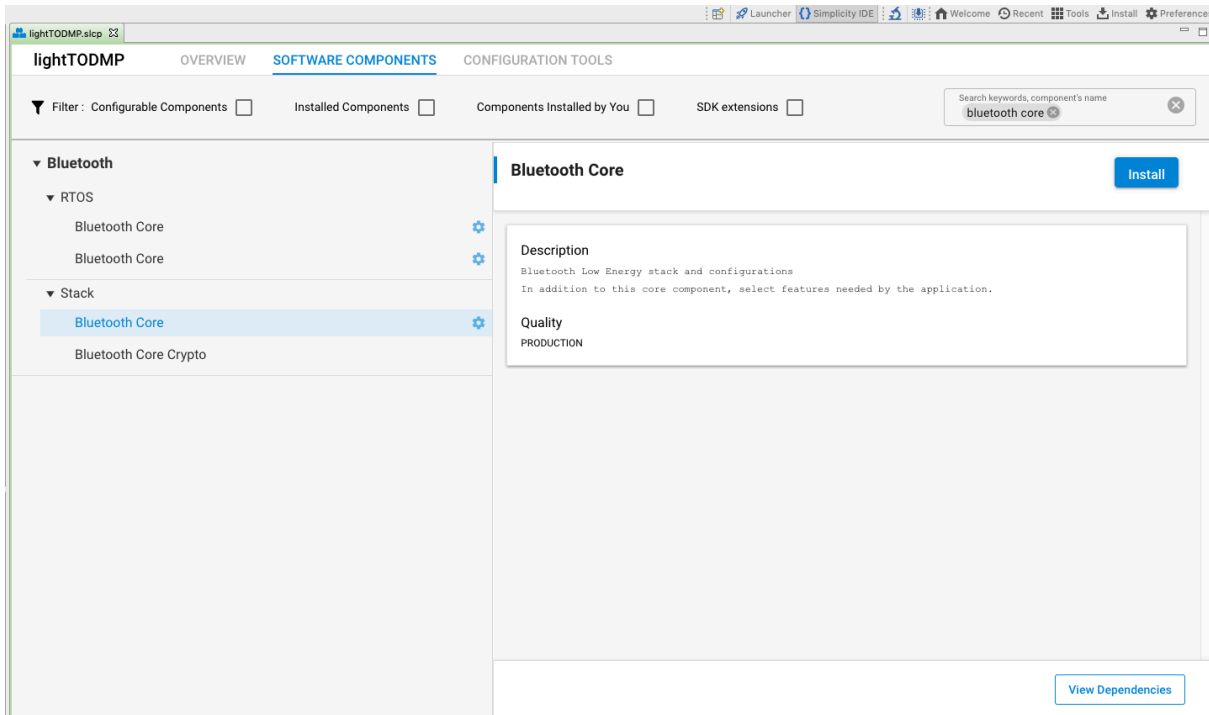 Launcher
Simplicity IDE
Welcome
Recent
Tools
Install
Preference
lightTODMP.slcp
lightTODMP
OVERVIEW
SOFTWARE COMPONENTS
CONFIGURATION TOOLS
Filter :
Configurable Components
Installed Components
Components Installed by You
SDK extensions
Search keywords, component's name
bluetooth core
Bluetooth
RTOS
Bluetooth Core
Bluetooth Core
Stack
Bluetooth Core
Bluetooth Core Crypto
Bluetooth Core
Install
Description
Bluetooth Low Energy stack and configurations
In addition to this core component, select features needed by the application.
Quality
PRODUCTION
View Dependencies